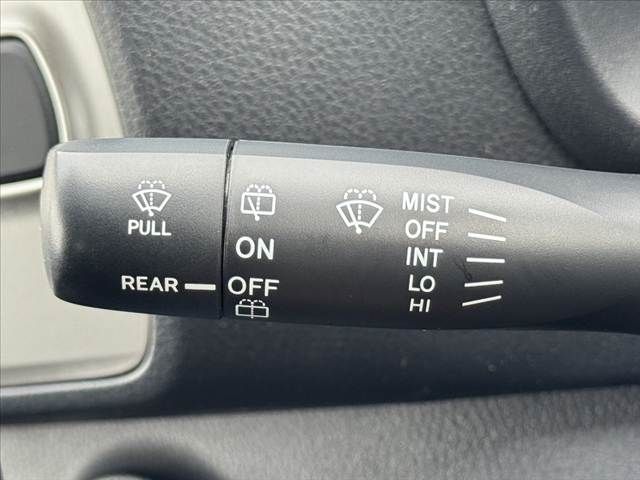 PULL
REAR
ON
OFF
MIST
OFF
INT
LO
HI